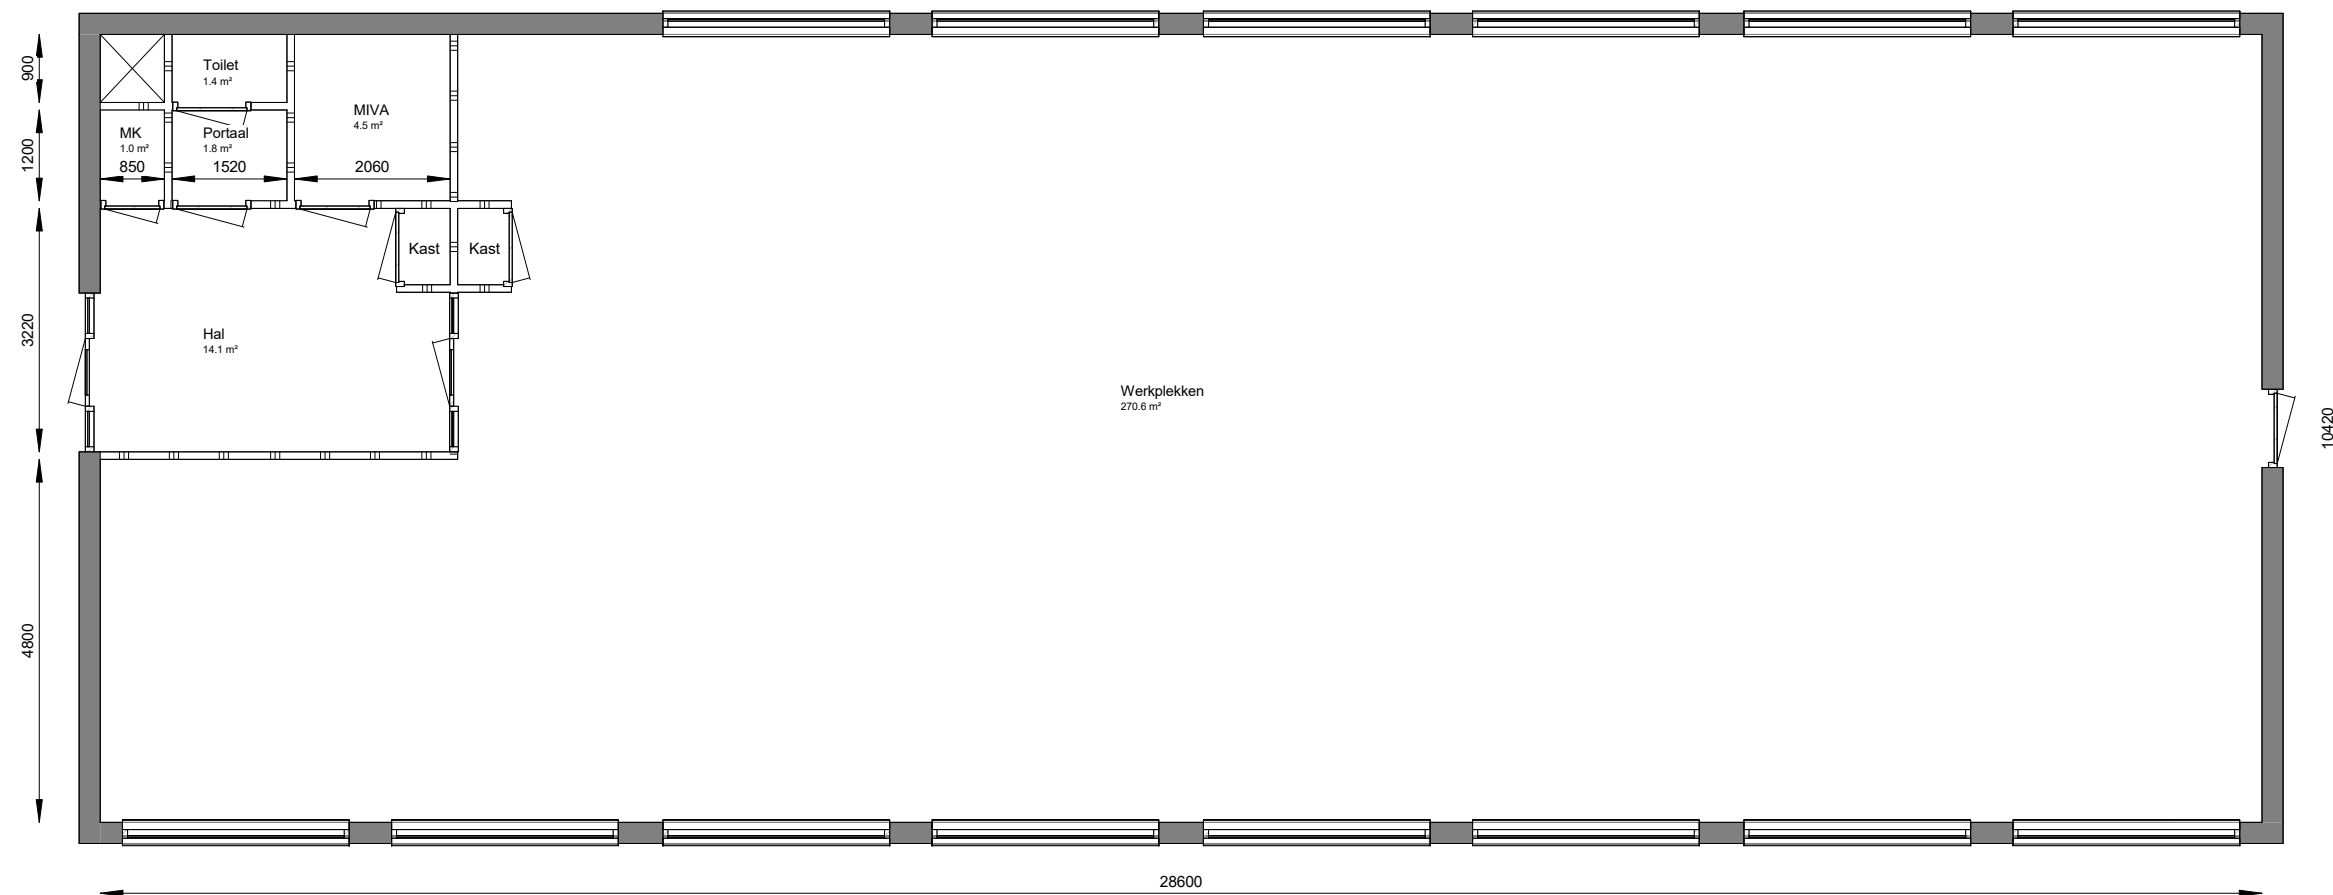 900
Toilet
1.4 m²
MIVA
4.5 m²
MK
1.0 m²
Portaal
1.8 m²
1200
850
1520
2060
Kast
Kast
3220
Hal
14.1 m²
Werkplekken
270.6 m²
10420
4800
28600